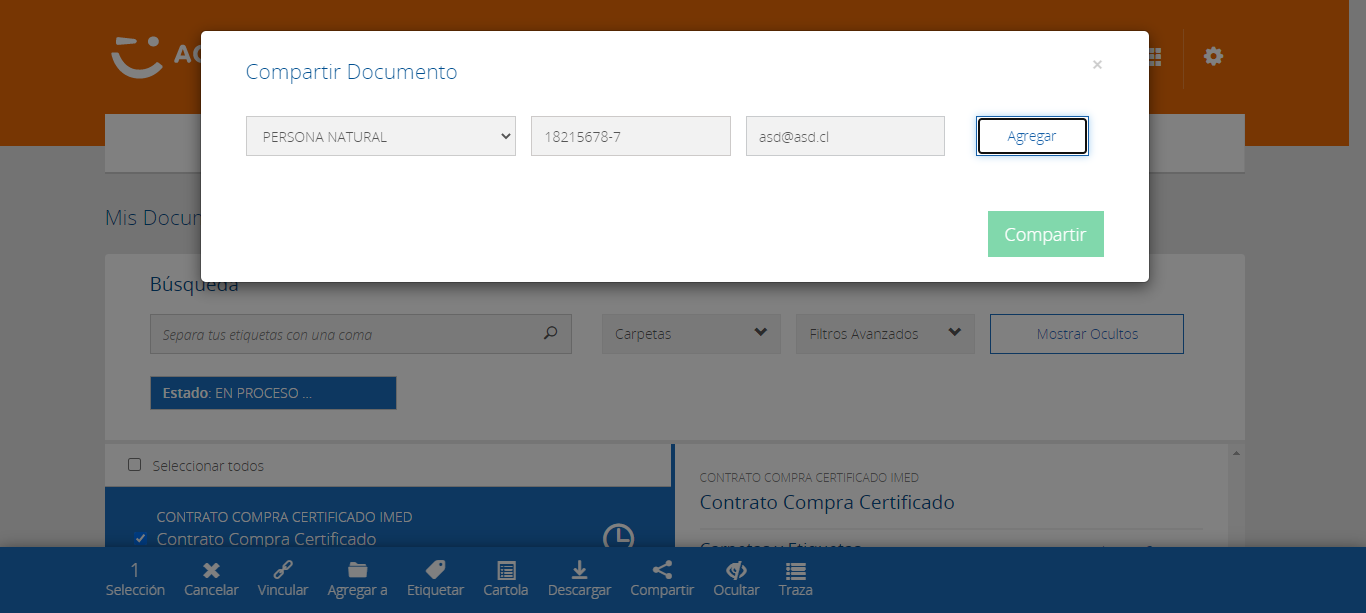 Compartir Documento
×
PERSONA NATURAL
18215678-7
asd@asd.cl
Agregar
Compartir
Mis Docum
Búsqueda
Separa tus etiquetas con una coma
Carpetas
Filtros Avanzados
Mostrar Ocultos
Estado: EN PROCESO ...
Seleccionar todos
CONTRATO COMPRA CERTIFICADO IMED
Contrato Compra Certificado
CONTRATO COMPRA CERTIFICADO IMED
Contrato Compra Certificado
Carpetas y Etiquetas
1
Selección
Cancelar
Vincular
Agregar a
Etiquetar
Cartola
Descargar
Compartir
Ocultar
Traza